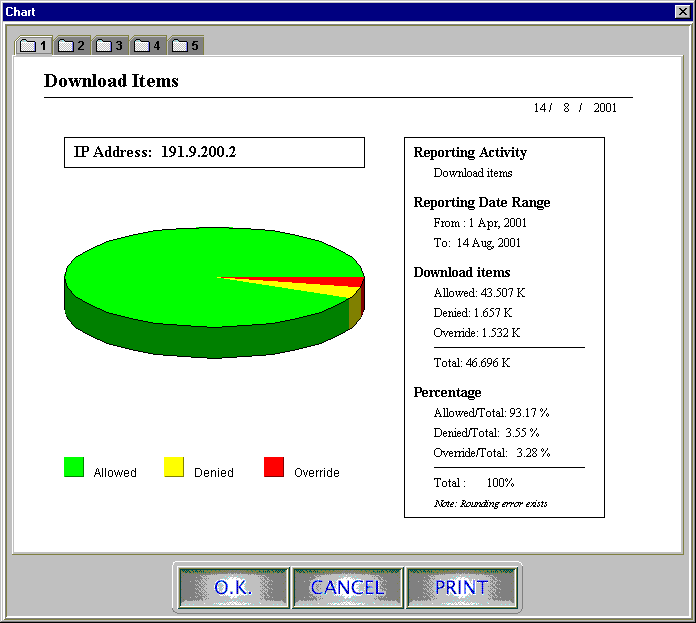 Chart
1 2 3 4 5
Download Items
14 / 8 / 2001
IP Address: 191.9.200.2
Reporting Activity
Download items
Reporting Date Range
From : 1 Apr, 2001
To: 14 Aug, 2001
Download items
Allowed: 43.507 K
Denied: 1.657 K
Override: 1.532 K
Total: 46.696 K
Percentage
Allowed/Total: 93.17 %
Denied/Total: 3.55 %
Override/Total: 3.28 %
Total : 100%
Note: Rounding error exists
Allowed Denied Override
O.K. CANCEL PRINT